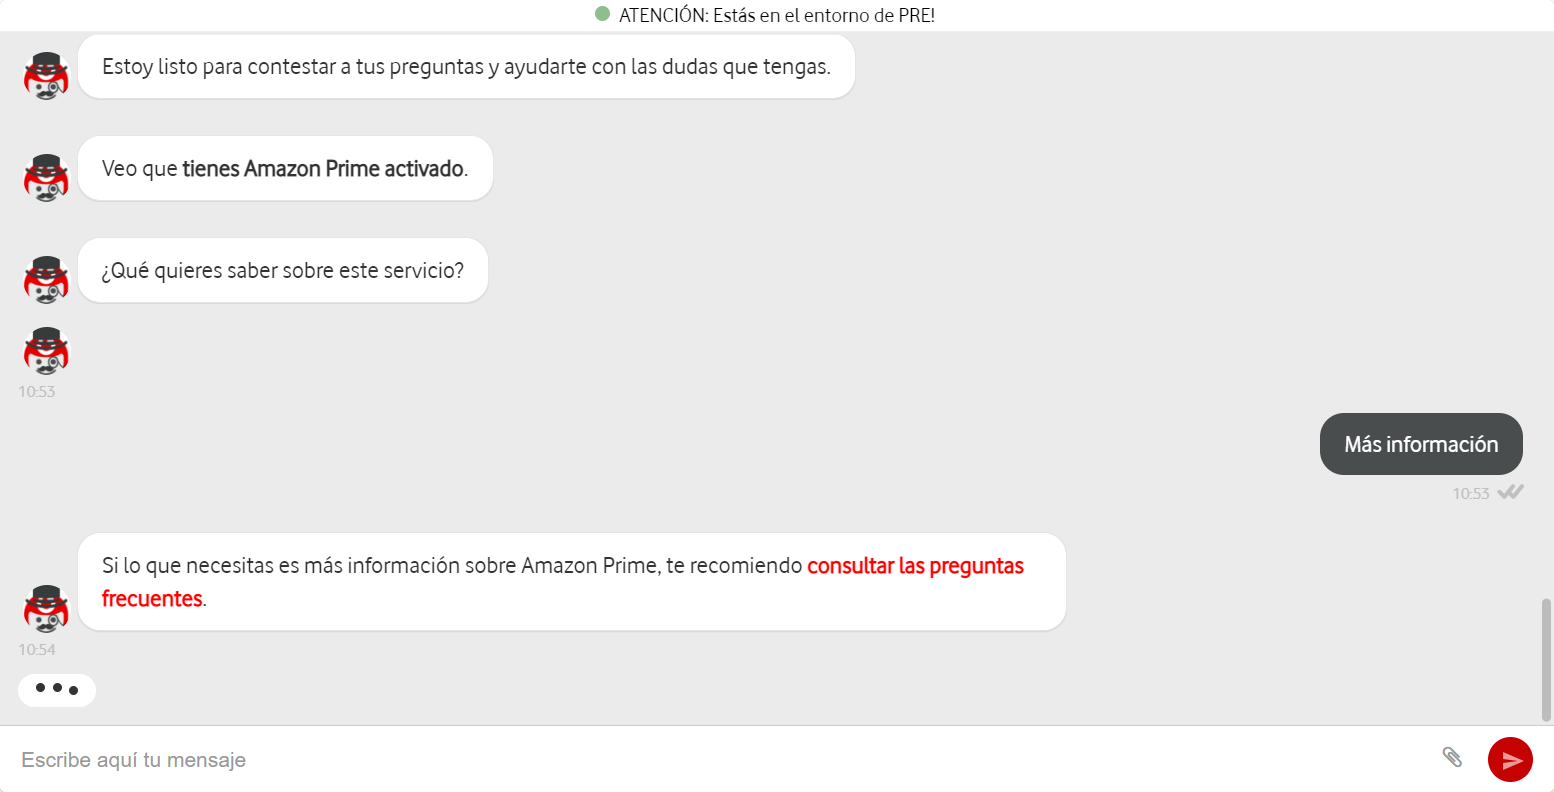 ATENCIÓN: Estás en el entorno de PRE!
Estoy listo para contestar a tus preguntas y ayudarte con las dudas que tengas.
Veo que tienes Amazon Prime activado.
¿Qué quieres saber sobre este servicio?
10:53
Más información
10:53
Si lo que necesitas es más información sobre Amazon Prime, te recomiendo consultar las preguntas
frecuentes.
10:54
Escribe aquí tu mensaje